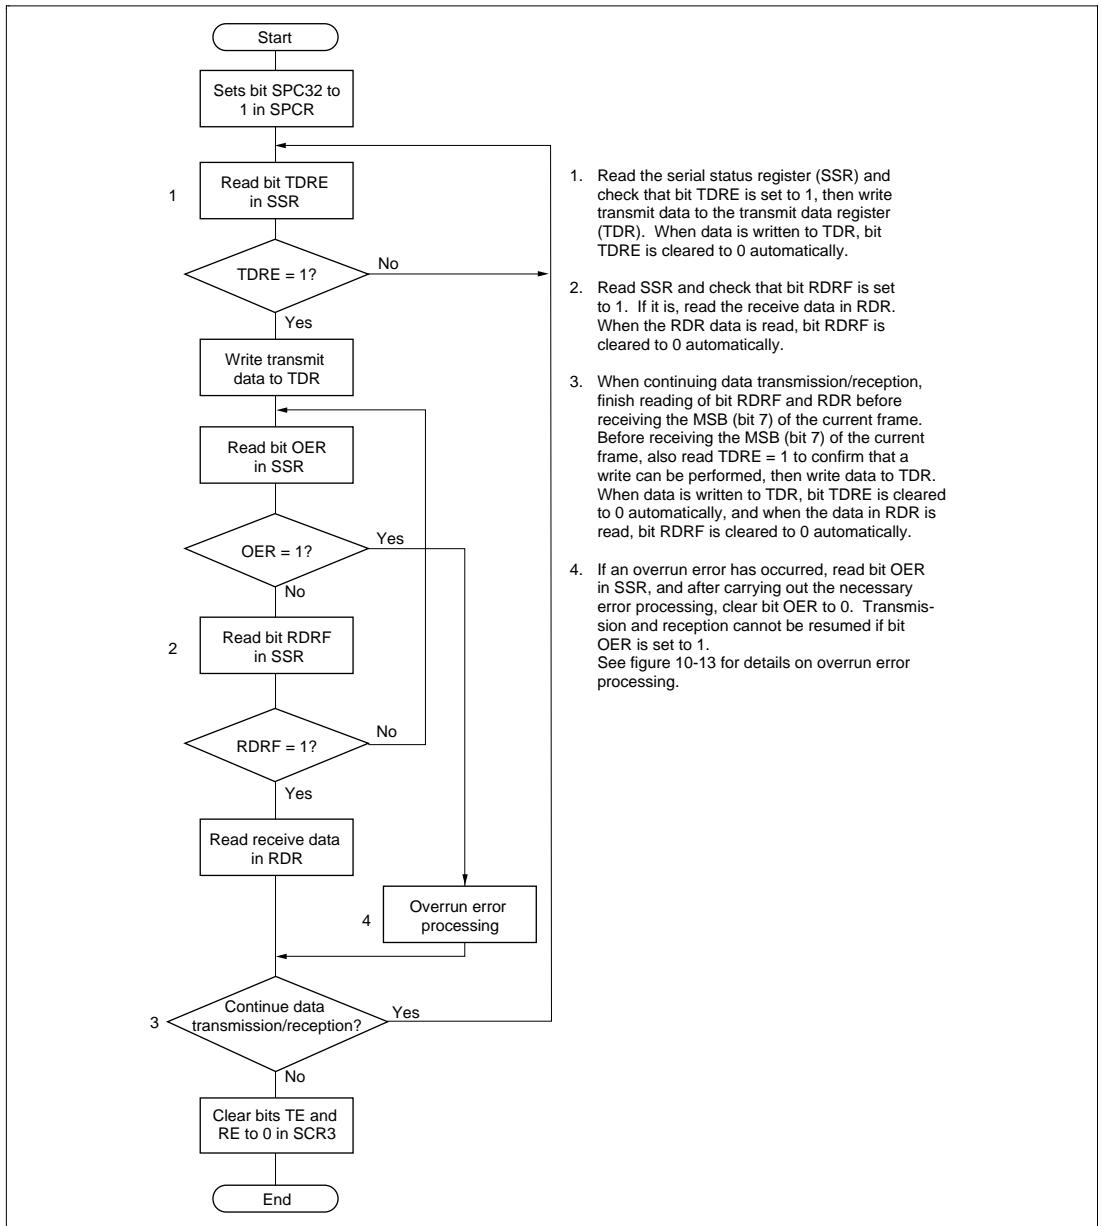 Start
Sets bit SPC32 to
1 in SPCR
1
Read bit TDRE
in SSR
TDRE = 1?
No
Yes
Write transmit
data to TDR
Read bit OER
in SSR
OER = 1?
Yes
No
2
Read bit RDRF
in SSR
RDRF = 1?
No
Yes
Read receive data
in RDR
4
Overrun error
processing
3
Continue data
transmission/reception?
Yes
No
Clear bits TE and
RE to 0 in SCR3
End
1. Read the serial status register (SSR) and
check that bit TDRE is set to 1, then write
transmit data to the transmit data register
(TDR). When data is written to TDR, bit
TDRE is cleared to 0 automatically.
2. Read SSR and check that bit RDRF is set
to 1. If it is, read the receive data in RDR.
When the RDR data is read, bit RDRF is
cleared to 0 automatically.
3. When continuing data transmission/reception,
finish reading of bit RDRF and RDR before
receiving the MSB (bit 7) of the current frame.
Before receiving the MSB (bit 7) of the current
frame, also read TDRE = 1 to confirm that a
write can be performed, then write data to TDR.
When data is written to TDR, bit TDRE is cleared
to 0 automatically, and when the data in RDR is
read, bit RDRF is cleared to 0 automatically.
4. If an overrun error has occurred, read bit OER
in SSR, and after carrying out the necessary
error processing, clear bit OER to 0. Transmis-
sion and reception cannot be resumed if bit
OER is set to 1.
See figure 10-13 for details on overrun error
processing.